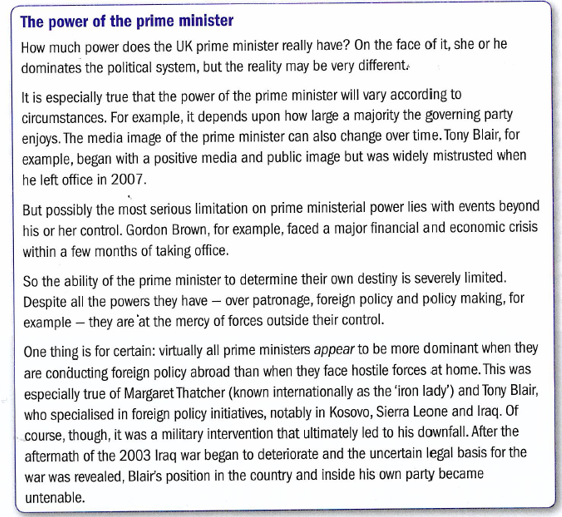 The power of the prime minister
How much power does the UK prime minister really have? On the face of it, she or he
dominates the political system, but the reality may be very different.
It is especially true that the power of the prime minister will vary according to
circumstances. For example, it depends upon how large a majority the governing party
enjoys. The media image of the prime minister can also change over time. Tony Blair, for
example, began with a positive media and public image but was widely mistrusted when
he left office in 2007.
But possibly the most serious limitation on prime ministerial power lies with events beyond
his or her control. Gordon Brown, for example, faced a major financial and economic crisis
within a few months of taking office.
So the ability of the prime minister to determine their own destiny is severely limited.
Despite all the powers they have – over patronage, foreign policy and policy making, for
example – they are at the mercy of forces outside their control.
One thing is for certain: virtually all prime ministers appear to be more dominant when they
are conducting foreign policy abroad than when they face hostile forces at home. This was
especially true of Margaret Thatcher (known internationally as the 'iron lady') and Tony Blair,
who specialised in foreign policy initiatives, notably in Kosovo, Sierra Leone and Iraq. Of
course, though, it was a military intervention that ultimately led to his downfall. After the
aftermath of the 2003 Iraq war began to deteriorate and the uncertain legal basis for the
war was revealed, Blair's position in the country and inside his own party became
untenable.